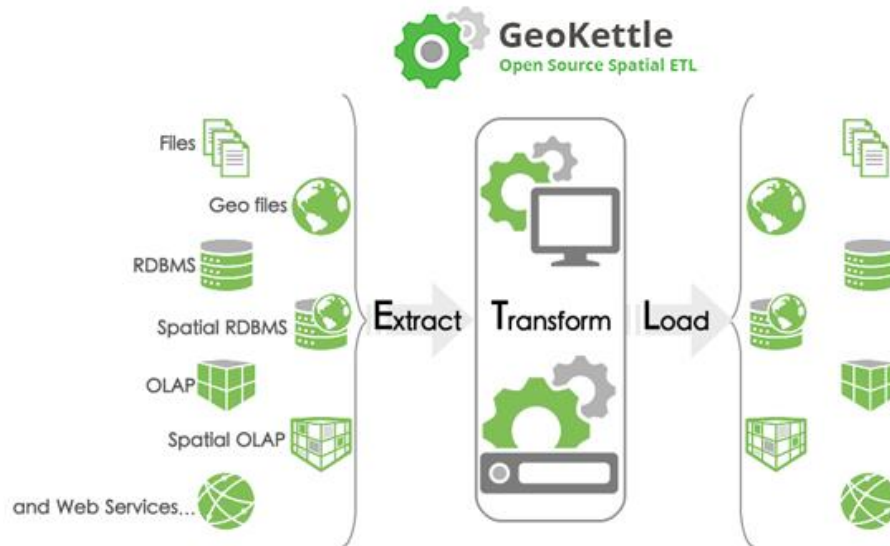 GeoKettle
Open Source Spatial ETL
Files
Geo files
RDBMS
Spatial RDBMS
OLAP
Spatial OLAP
and Web Services...
Extract
Transform
Load